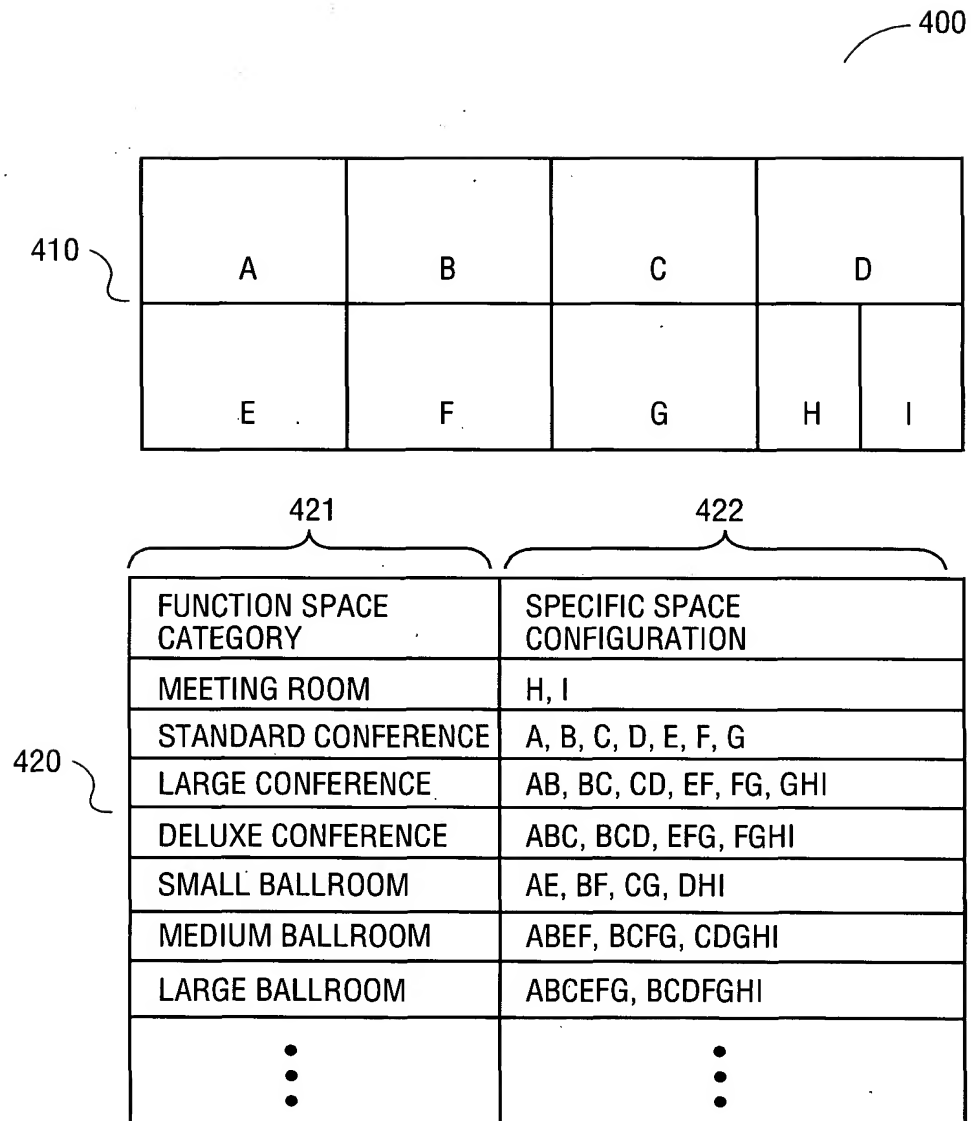 400
410
A B C D
E F G H I
421 422
FUNCTION SPACE CATEGORY SPECIFIC SPACE CONFIGURATION
MEETING ROOM H, I
STANDARD CONFERENCE A, B, C, D, E, F, G
420
LARGE CONFERENCE AB, BC, CD, EF, FG, GHI
DELUXE CONFERENCE ABC, BCD, EFG, FGHI
SMALL BALLROOM AE, BF, CG, DHI
MEDIUM BALLROOM ABEF, BCFG, CDGHI
LARGE BALLROOM ABCEFG, BCDFGHI